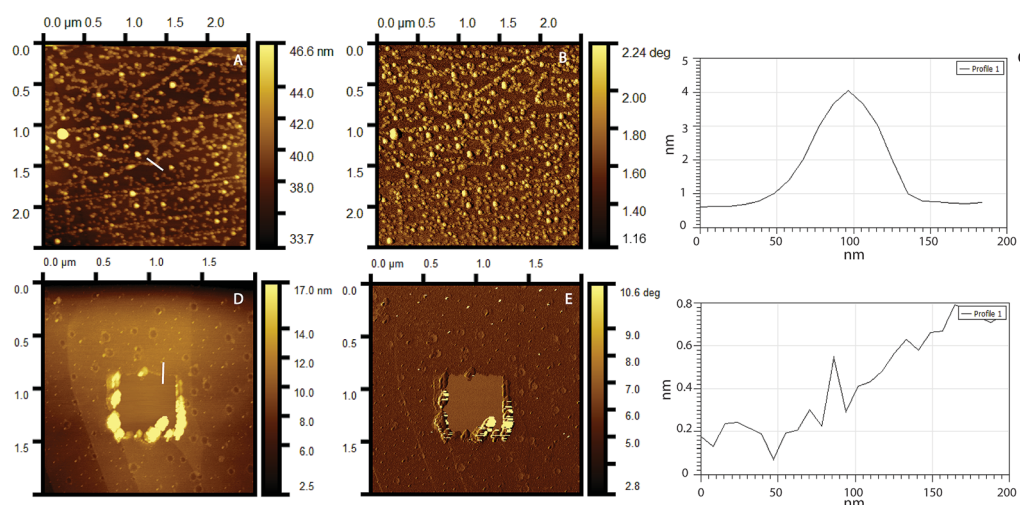 0.0 µm 0.5 1.0 1.5 2.0
0.0
0.5
1.0
1.5
2.0
A
46.6 nm
44.0
42.0
40.0
38.0
33.7
0.0 µm 0.5 1.0 1.5 2.0
0.0
0.5
1.0
1.5
2.0
B
2.24 deg
2.00
1.80
1.60
1.40
1.16
5
4
3
2
1
0
nm
Profile 1
0 50 100 150 200
nm
0.0 µm 0.5 1.0 1.5
0.0
0.5
1.0
1.5
D
17.0 nm
14.0
12.0
10.0
8.0
6.0
2.5
0.0 µm 0.5 1.0 1.5
0.0
0.5
1.0
1.5
E
10.6 deg
9.0
8.0
7.0
6.0
5.0
2.8
0.8
0.6
0.4
0.2
0
nm
Profile 1
0 50 100 150 200
nm